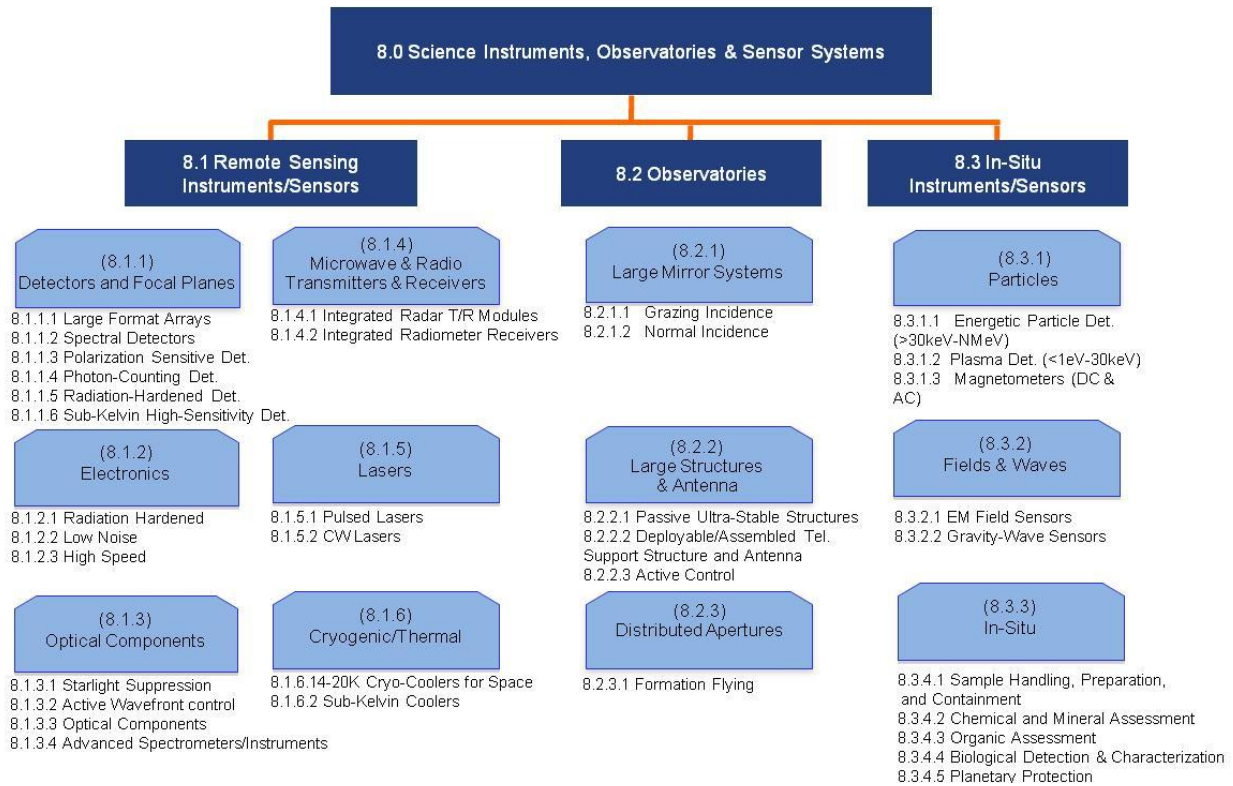 8.0 Science Instruments, Observatories & Sensor Systems
8.1 Remote Sensing
Instruments/Sensors
8.2 Observatories
8.3 In-Situ
Instruments/Sensors
(8.1.1)
Detectors and Focal Planes
8.1.1.1 Large Format Arrays
8.1.1.2 Spectral Detectors
8.1.1.3 Polarization Sensitive Det.
8.1.1.4 Photon-Counting Det.
8.1.1.5 Radiation-Hardened Det.
8.1.1.6 Sub-Kelvin High-Sensitivity Det.
(8.1.2)
Electronics
8.1.2.1 Radiation Hardened
8.1.2.2 Low Noise
8.1.2.3 High Speed
(8.1.3)
Optical Components
8.1.3.1 Starlight Suppression
8.1.3.2 Active Wavefront control
8.1.3.3 Optical Components
8.1.3.4 Advanced Spectrometers/Instruments
(8.1.4)
Microwave & Radio
Transmitters & Receivers
8.1.4.1 Integrated Radar T/R Modules
8.1.4.2 Integrated Radiometer Receivers
(8.1.5)
Lasers
8.1.5.1 Pulsed Lasers
8.1.5.2 CW Lasers
(8.1.6)
Cryogenic/Thermal
8.1.6.14-20K Cryo-Coolers for Space
8.1.6.2 Sub-Kelvin Coolers
(8.2.1)
Large Mirror Systems
8.2.1.1 Grazing Incidence
8.2.1.2 Normal Incidence
(8.2.2)
Large Structures
& Antenna
8.2.2.1 Passive Ultra-Stable Structures
8.2.2.2 Deployable/Assembled Tel.
Support Structure and Antenna
8.2.2.3 Active Control
(8.2.3)
Distributed Apertures
8.2.3.1 Formation Flying
(8.3.1)
Particles
8.3.1.1 Energetic Particle Det.
(>30keV-NMeV)
8.3.1.2 Plasma Det. (<1eV-30keV)
8.3.1.3 Magnetometers (DC &
AC)
(8.3.2)
Fields & Waves
8.3.2.1 EM Field Sensors
8.3.2.2 Gravity-Wave Sensors
(8.3.3)
In-Situ
8.3.4.1 Sample Handling, Preparation,
and Containment
8.3.4.2 Chemical and Mineral Assessment
8.3.4.3 Organic Assessment
8.3.4.4 Biological Detection & Characterization
8.3.4.5 Planetary Protection